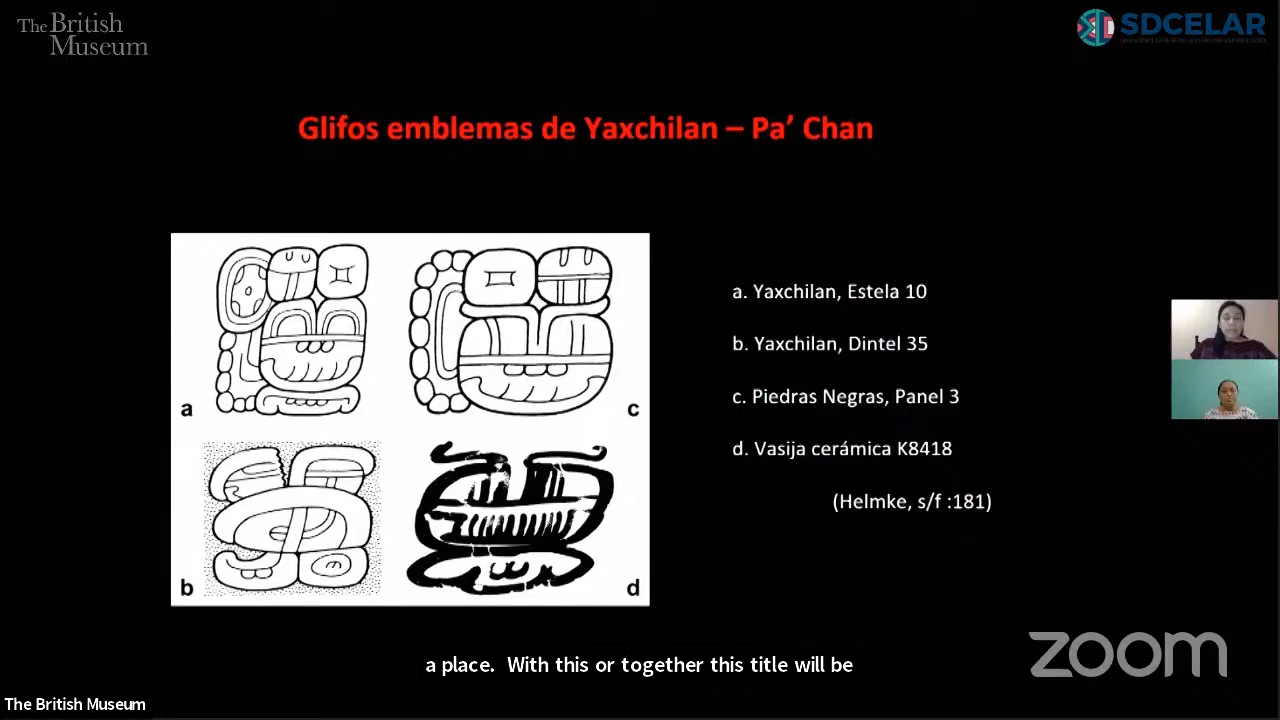 The British
Museum
SDCELAR
Glifos emblemas de Yaxchilan – Pa’ Chan
a. Yaxchilan, Estela 10
b. Yaxchilan, Dintel 35
c. Piedras Negras, Panel 3
d. Vasija cerámica K8418
(Helmke, s/f :181)
a
c
b
d
a place. With this or together this title will be
zoom
The British Museum